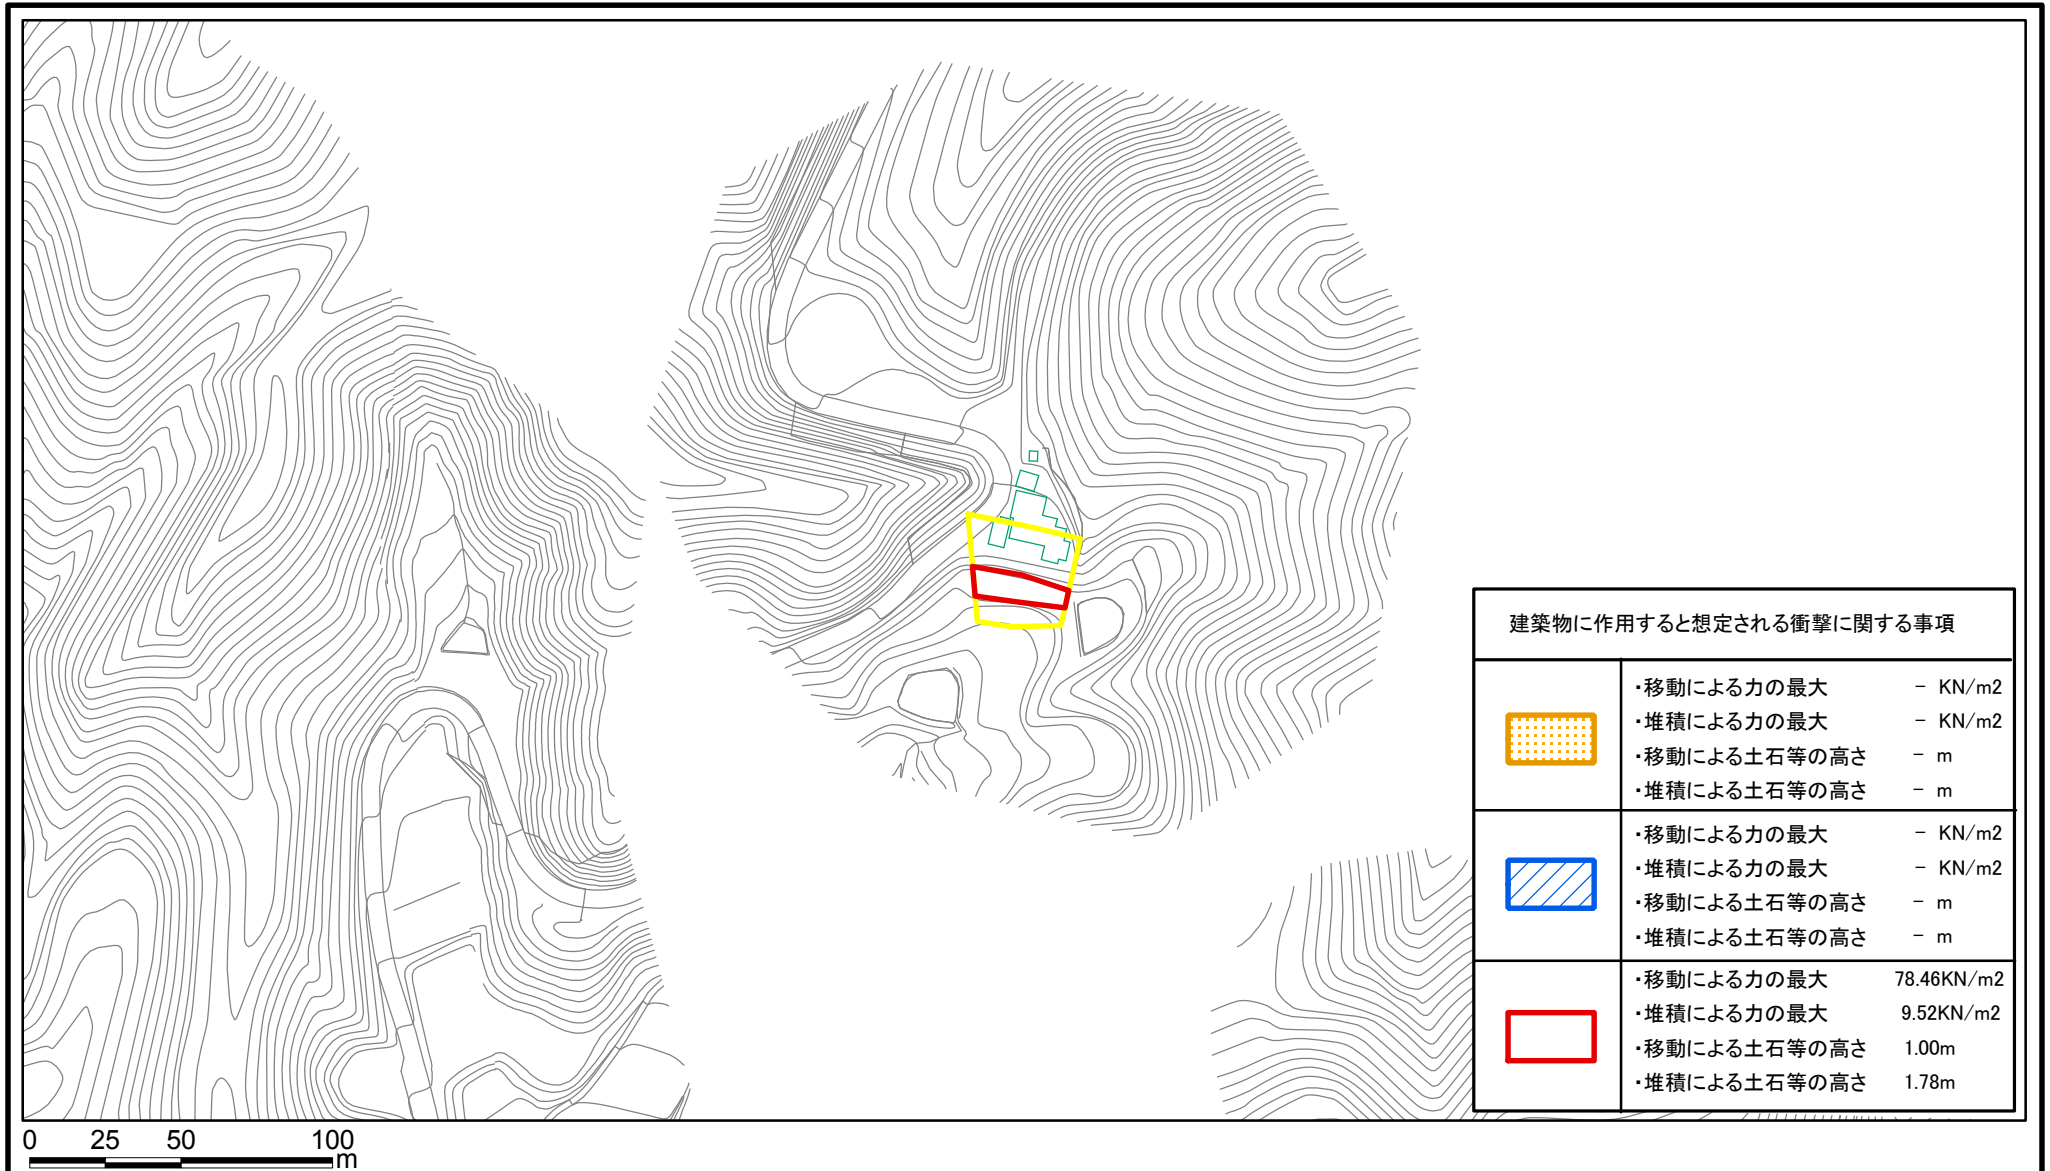 建築物に作用すると想定される衝撃に関する事項
・移動による力の最大 － KN/m2
・堆積による力の最大 － KN/m2
・移動による土石等の高さ － m
・堆積による土石等の高さ － m
・移動による力の最大 － KN/m2
・堆積による力の最大 － KN/m2
・移動による土石等の高さ － m
・堆積による土石等の高さ － m
・移動による力の最大 78.46KN/m2
・堆積による力の最大 9.52KN/m2
・移動による土石等の高さ 1.00m
・堆積による土石等の高さ 1.78m
0 25 50 100
m